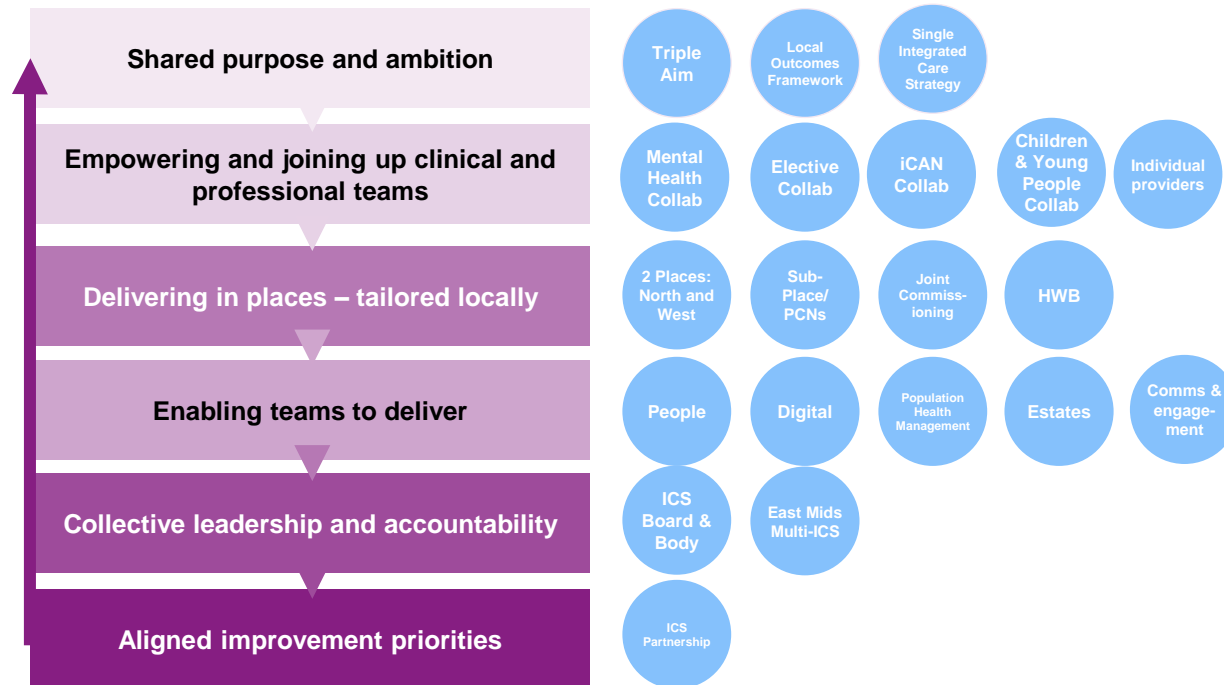 Shared purpose and ambition
Triple
Aim
Local
Outcomes
Framework
Single
Integrated
Care
Strategy
Empowering and joining up clinical and
professional teams
Mental
Health
Collab
Elective
Collab
iCAN
Collab
Children
& Young
People
Collab
Individual
providers
Delivering in places – tailored locally
2 Places:
North and
West
Sub-
Place/
PCNs
Joint
Commiss-
ioning
HWB
Enabling teams to deliver
People
Digital
Population
Health
Management
Estates
Comms &
engage-
ment
Collective leadership and accountability
ICS
Board &
Body
East Mids
Multi-ICS
Aligned improvement priorities
ICS
Partnership